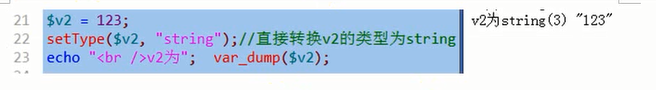 21 $v2 = 123;
22 setType($v2, "string");//直接转换v2的类型为string
23 echo "<br />v2为"; var_dump($v2);
v2为string(3) "123"